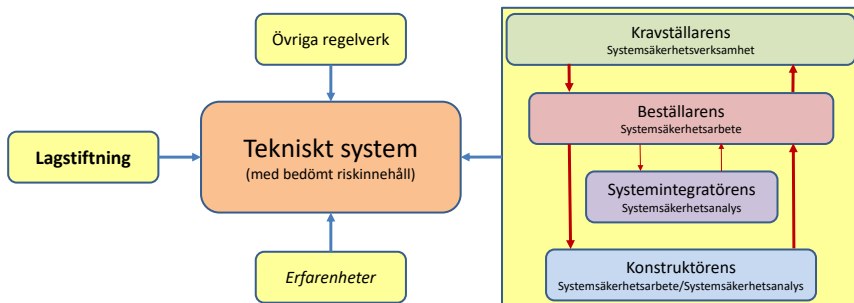 Övriga regelverk
Lagstiftning
Tekniskt system
(med bedömt riskinnehåll)
Erfarenheter
Kravställarens
Systemsäkerhetsverksamhet
Beställarens
Systemsäkerhetsarbete
Systemintegratörens
Systemsäkerhetsanalys
Konstruktörens
Systemsäkerhetsarbete/Systemsäkerhetsanalys